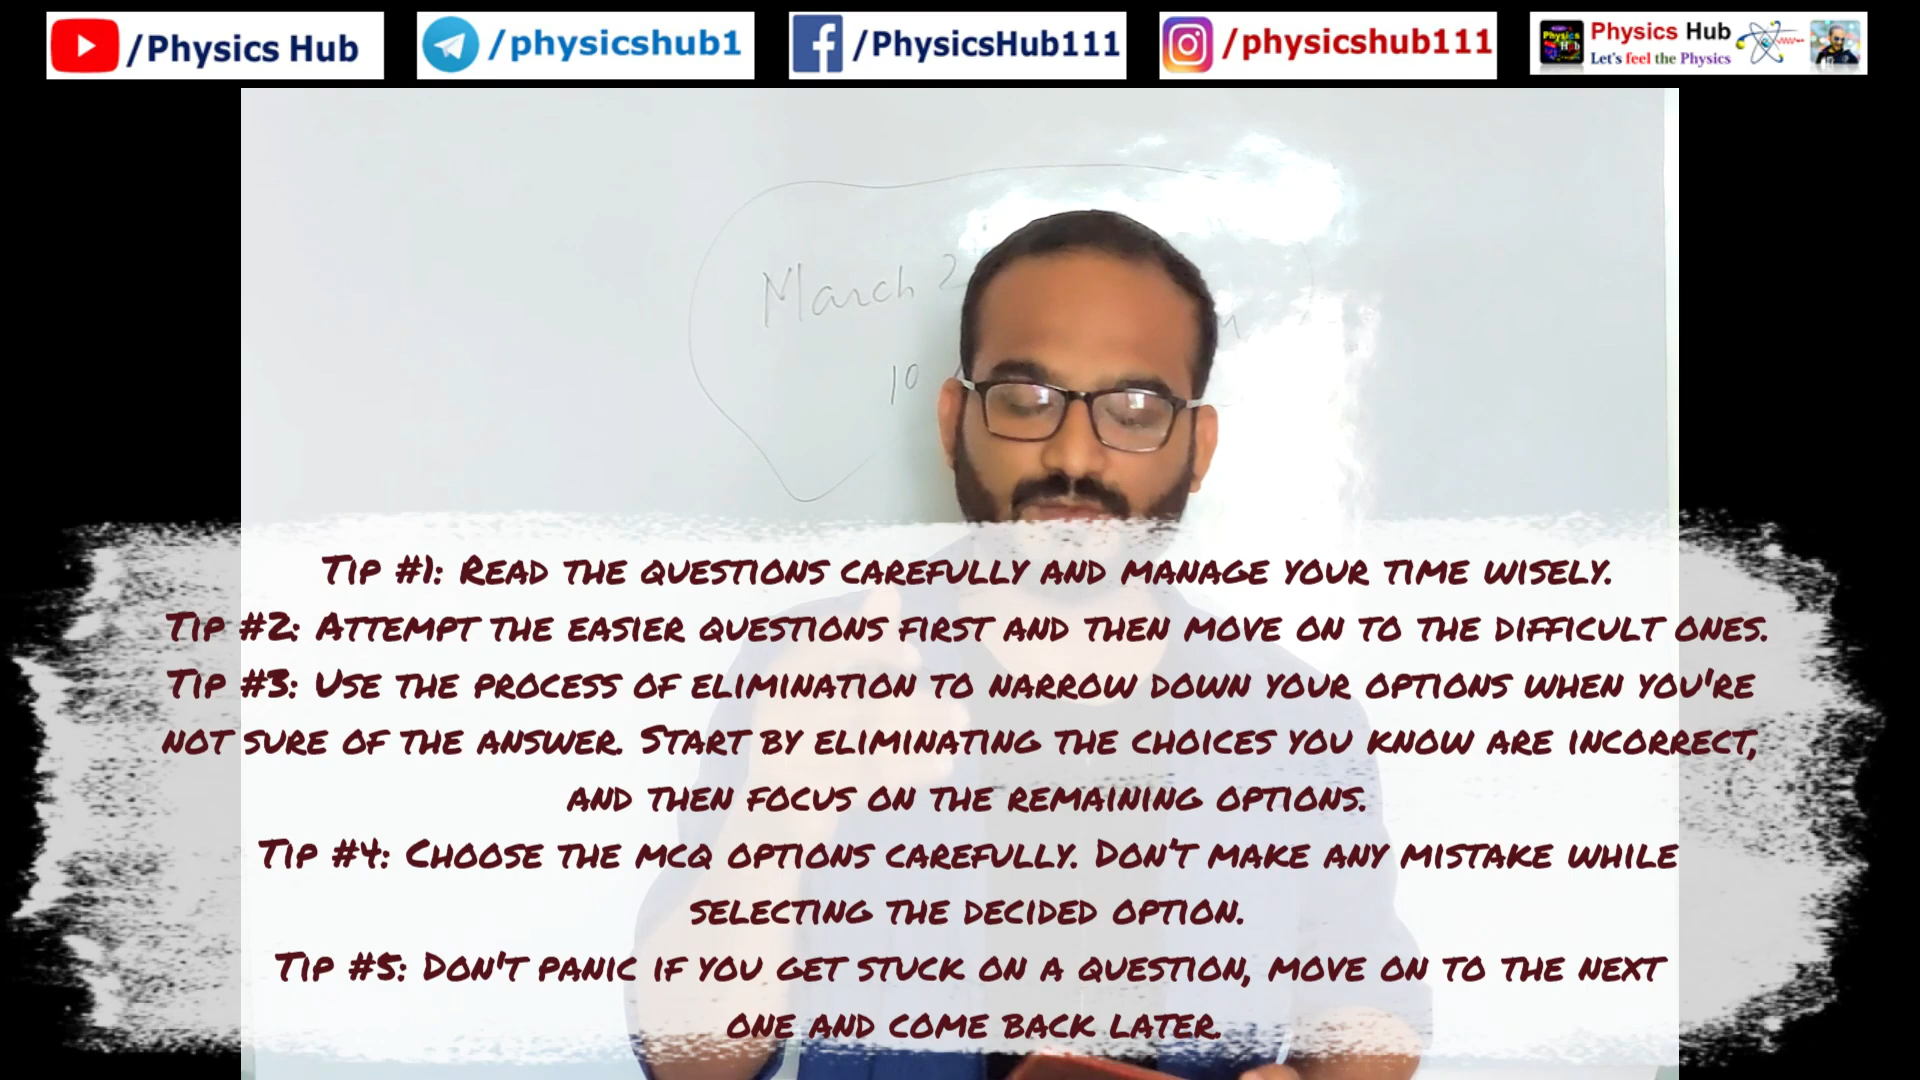 /Physics Hub
/physicshub1
/PhysicsHub111
/physicshub111
Physics Hub
Let's feel the Physics
March 2
10
Tip #1: Read the questions carefully and manage your time wisely.
Tip #2: Attempt the easier questions first and then move on to the difficult ones.
Tip #3: Use the process of elimination to narrow down your options when you're
not sure of the answer. Start by eliminating the choices you know are incorrect,
and then focus on the remaining options.
Tip #4: Choose the mcq options carefully. Don't make any mistake while
selecting the decided option.
Tip #5: Don't panic if you get stuck on a question, move on to the next
one and come back later.